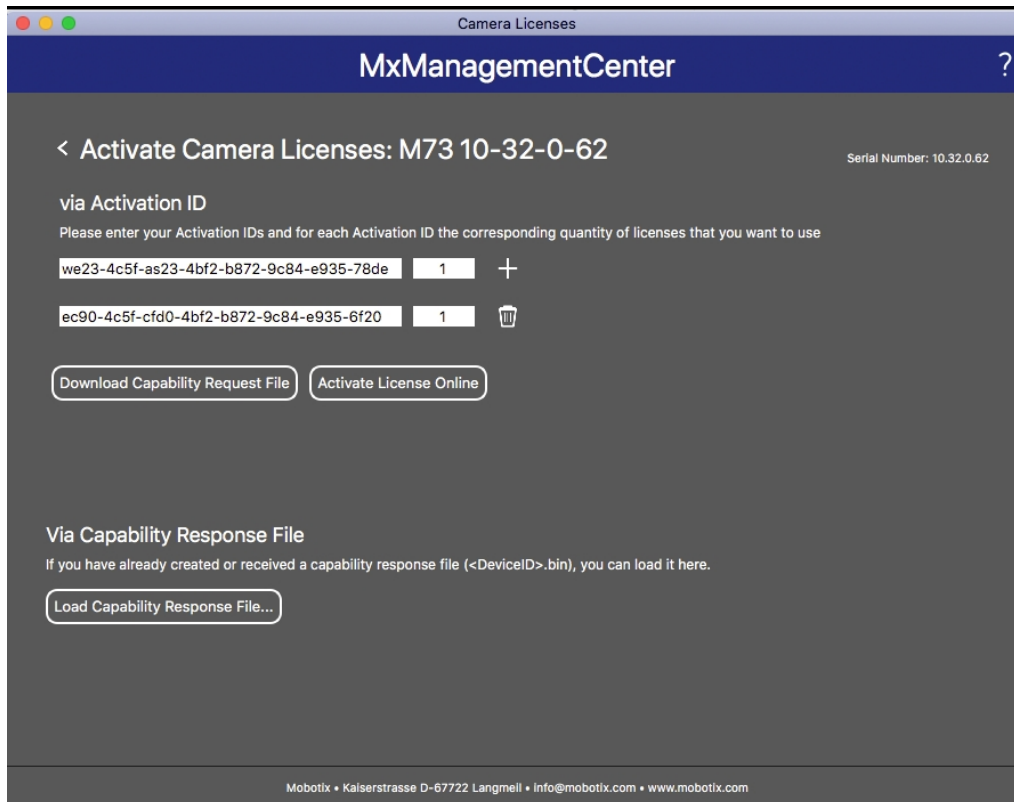 Camera Licenses
MxManagementCenter ?
< Activate Camera Licenses: M73 10-32-0-62
Serial Number: 10.32.0.62
via Activation ID
Please enter your Activation IDs and for each Activation ID the corresponding quantity of licenses that you want to use
we23-4c5f-as23-4bf2-b872-9c84-e935-78de 1 +
ec90-4c5f-cfd0-4bf2-b872-9c84-e935-6f20 1
Download Capability Request File Activate License Online
Via Capability Response File
If you have already created or received a capability response file (<DeviceID>.bin), you can load it here.
Load Capability Response File...
Mobotix • Kaiserstrasse D-67722 Langmeil • info@mobotix.com • www.mobotix.com